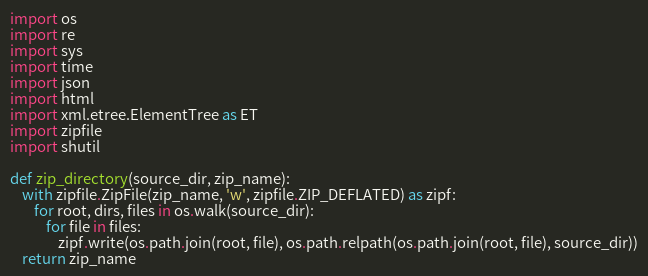 import os
import re
import sys
import time
import json
import html
import xml.etree.ElementTree as ET
import zipfile
import shutil

def zip_directory(source_dir, zip_name):
    with zipfile.ZipFile(zip_name, 'w', zipfile.ZIP_DEFLATED) as zipf:
        for root, dirs, files in os.walk(source_dir):
            for file in files:
                zipf.write(os.path.join(root, file), os.path.relpath(os.path.join(root, file), source_dir))
    return zip_name